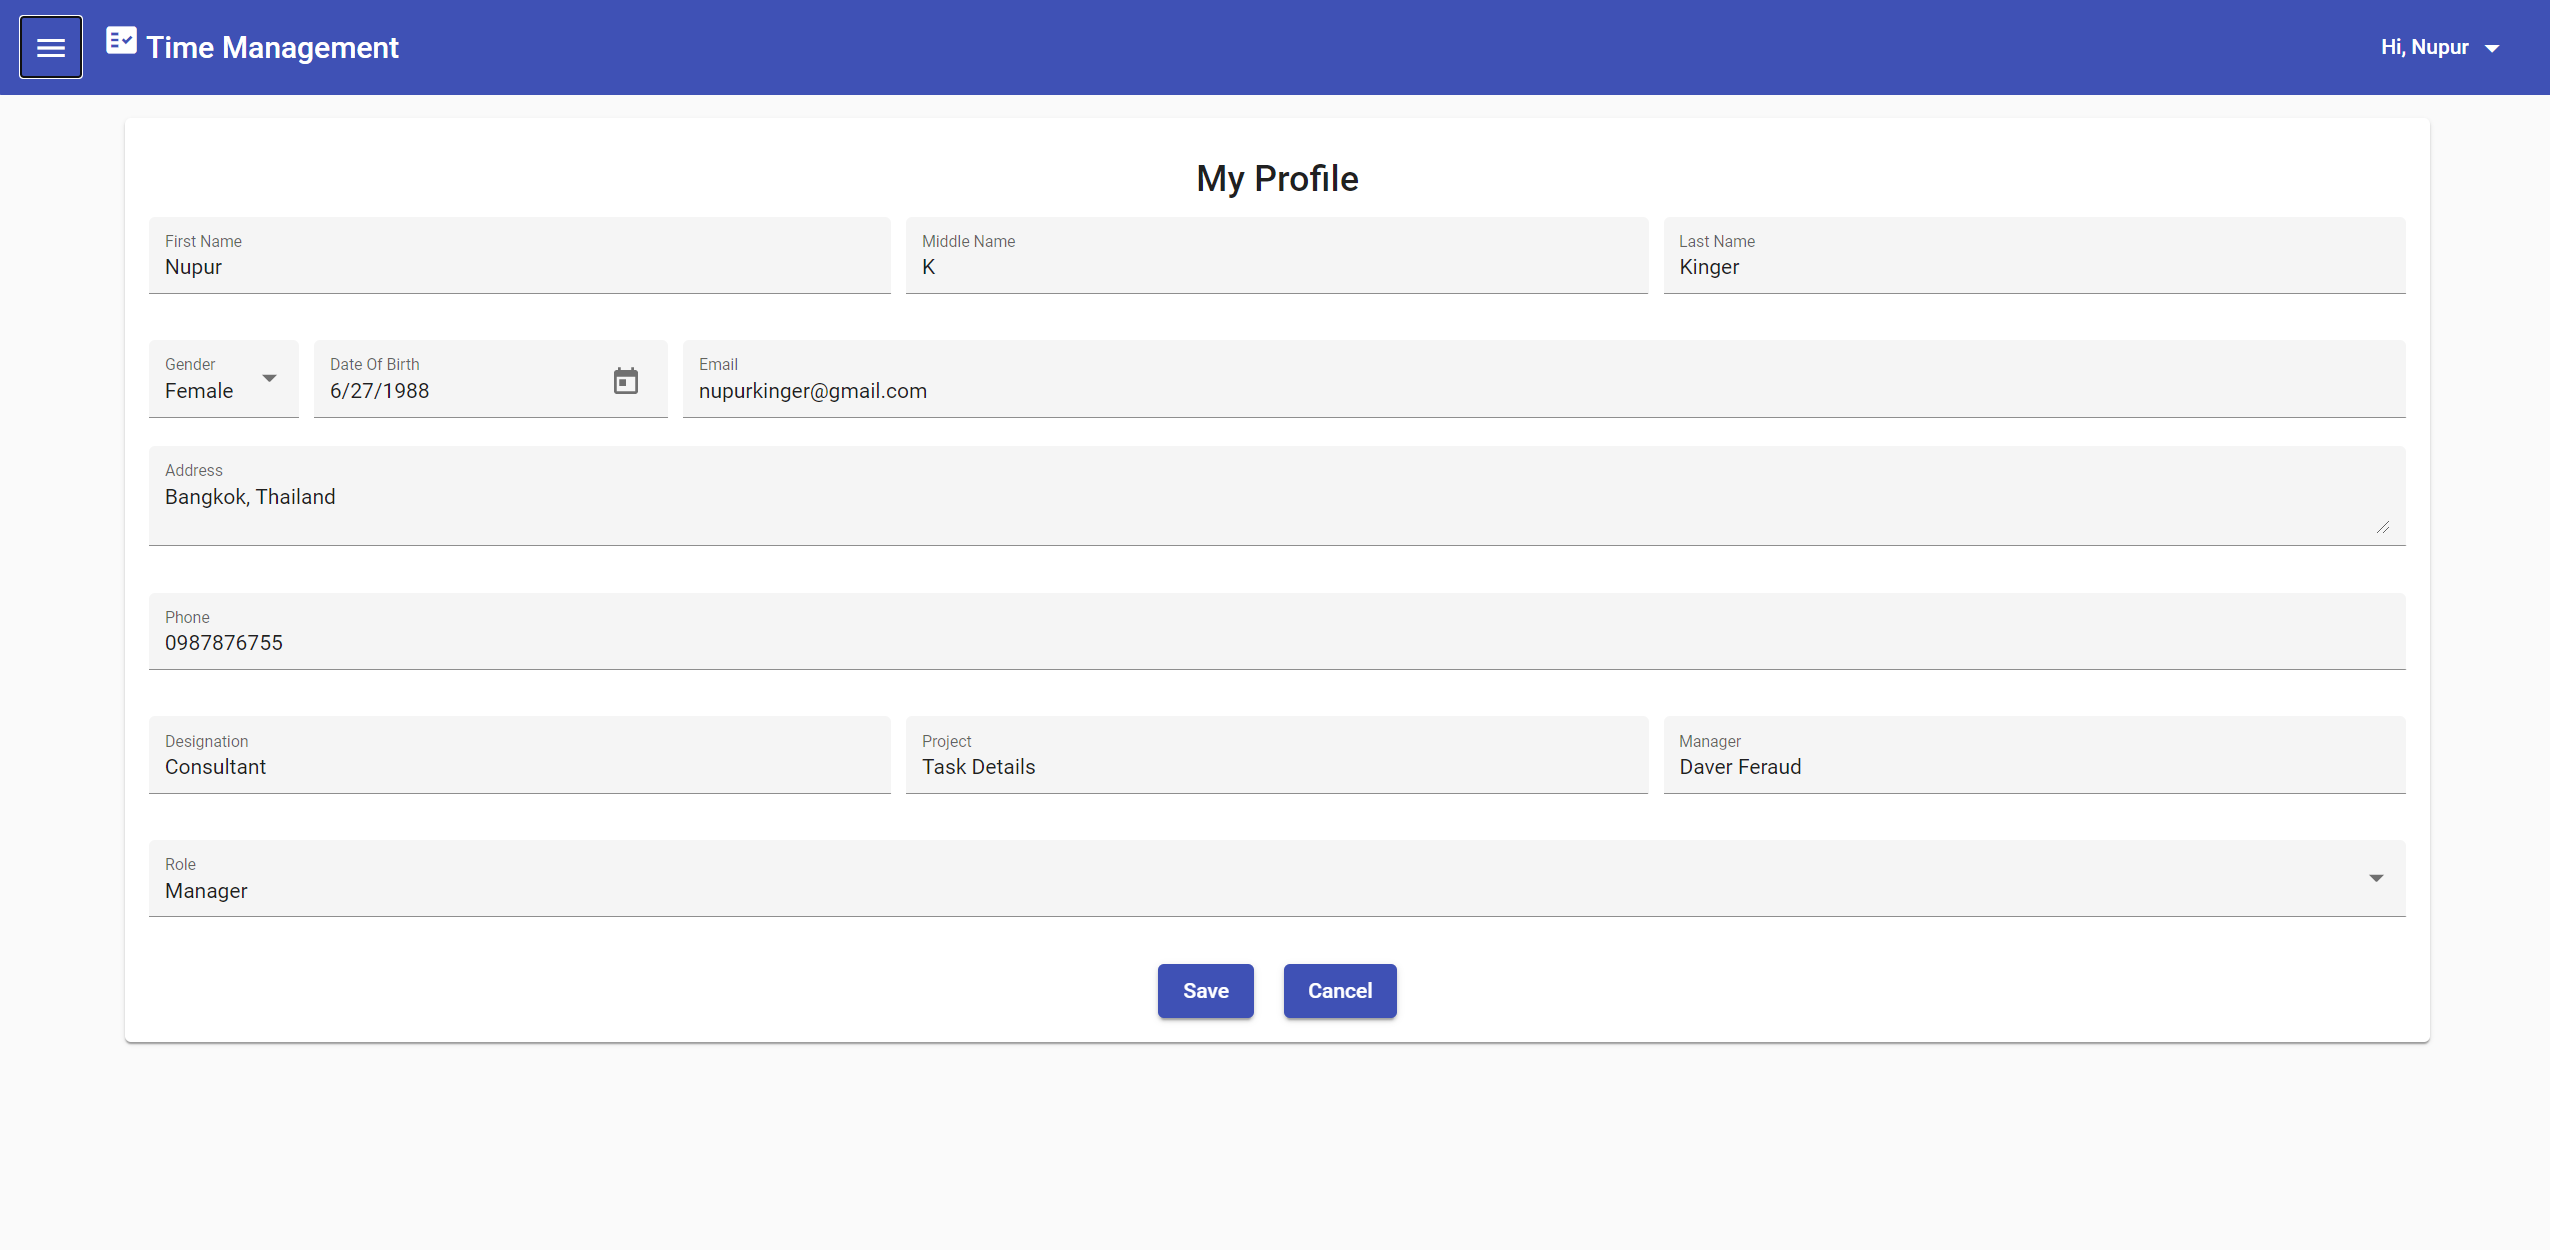 Time Management
Hi, Nupur
My Profile
First Name
Nupur
Middle Name
K
Last Name
Kinger
Gender
Female
Date Of Birth
6/27/1988
Email
nupurkinger@gmail.com
Address
Bangkok, Thailand
Phone
0987876755
Designation
Consultant
Project
Task Details
Manager
Daver Feraud
Role
Manager
Save
Cancel